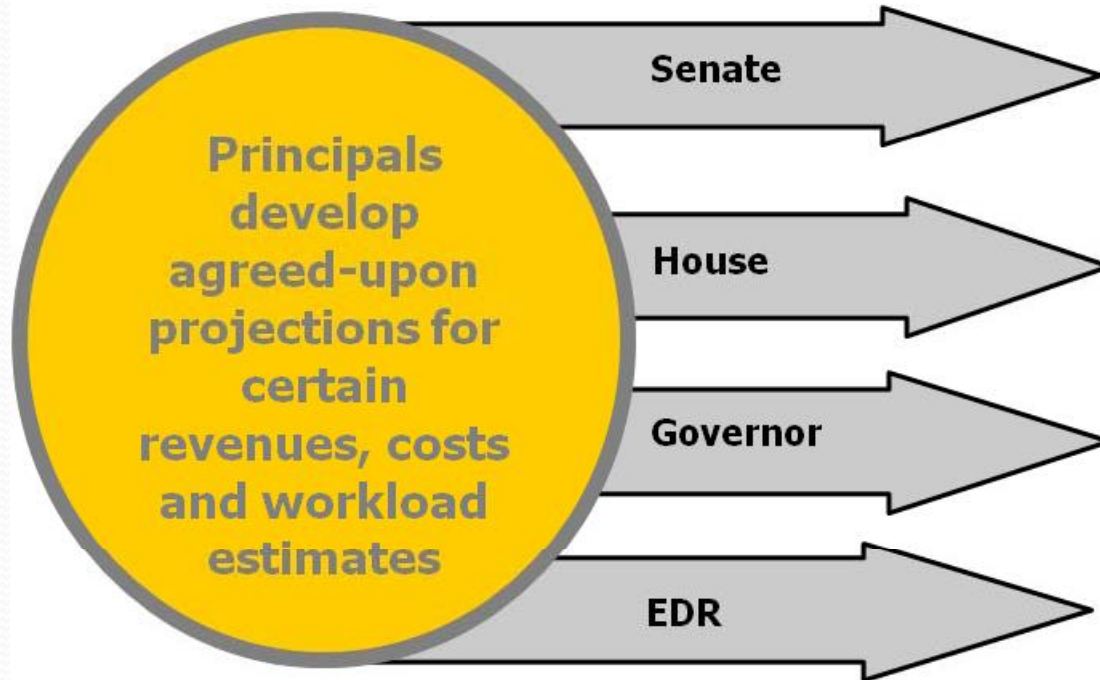 Principals
develop
agreed-upon
projections for
certain
revenues, costs
and workload
estimates
Senate
House
Governor
EDR